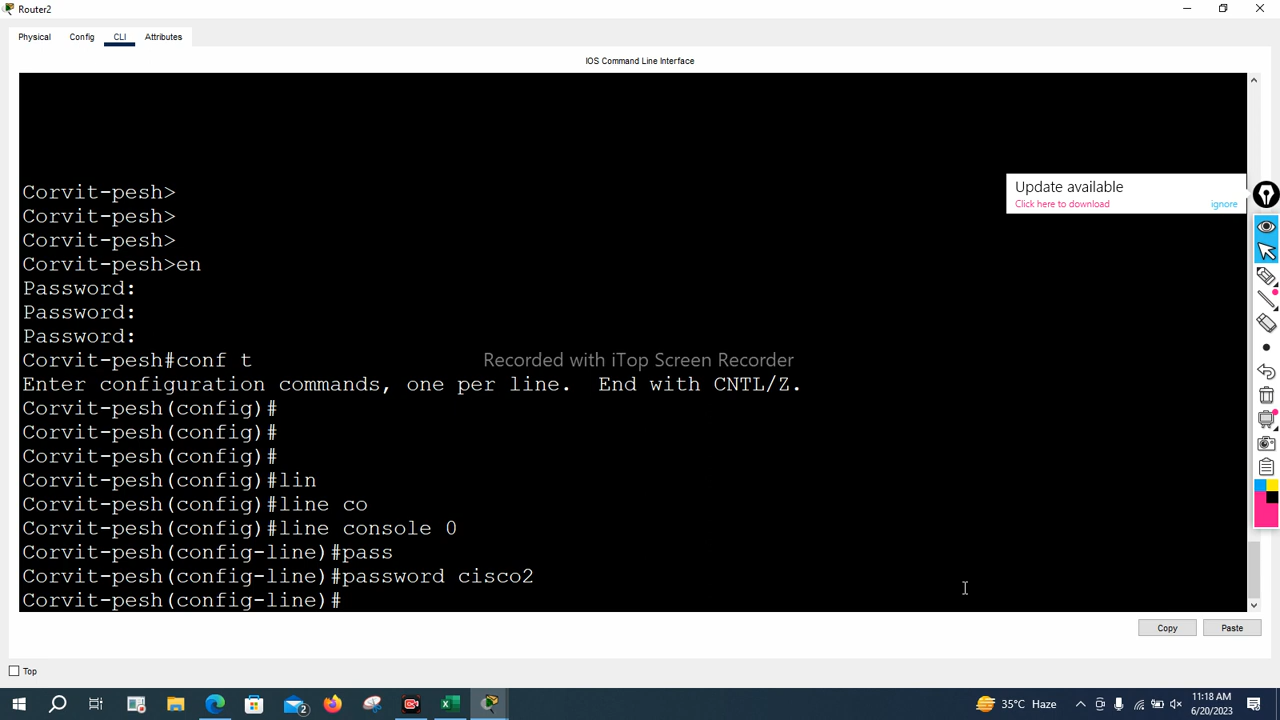 Router2
Physical Config CLI Attributes
IOS Command Line Interface
Corvit-pesh>
Corvit-pesh>
Corvit-pesh>
Corvit-pesh>en
Password:
Password:
Password:
Corvit-pesh#conf t
Enter configuration commands, one per line.  End with CNTL/Z.
Corvit-pesh(config)#
Corvit-pesh(config)#
Corvit-pesh(config)#
Corvit-pesh(config)#lin
Corvit-pesh(config)#line co
Corvit-pesh(config)#line console 0
Corvit-pesh(config-line)#pass
Corvit-pesh(config-line)#password cisco2
Corvit-pesh(config-line)#
Update available
Click here to download ignore
Recorded with iTop Screen Recorder
Copy Paste
Top
2
35°C Haze
11:18 AM
6/20/2023